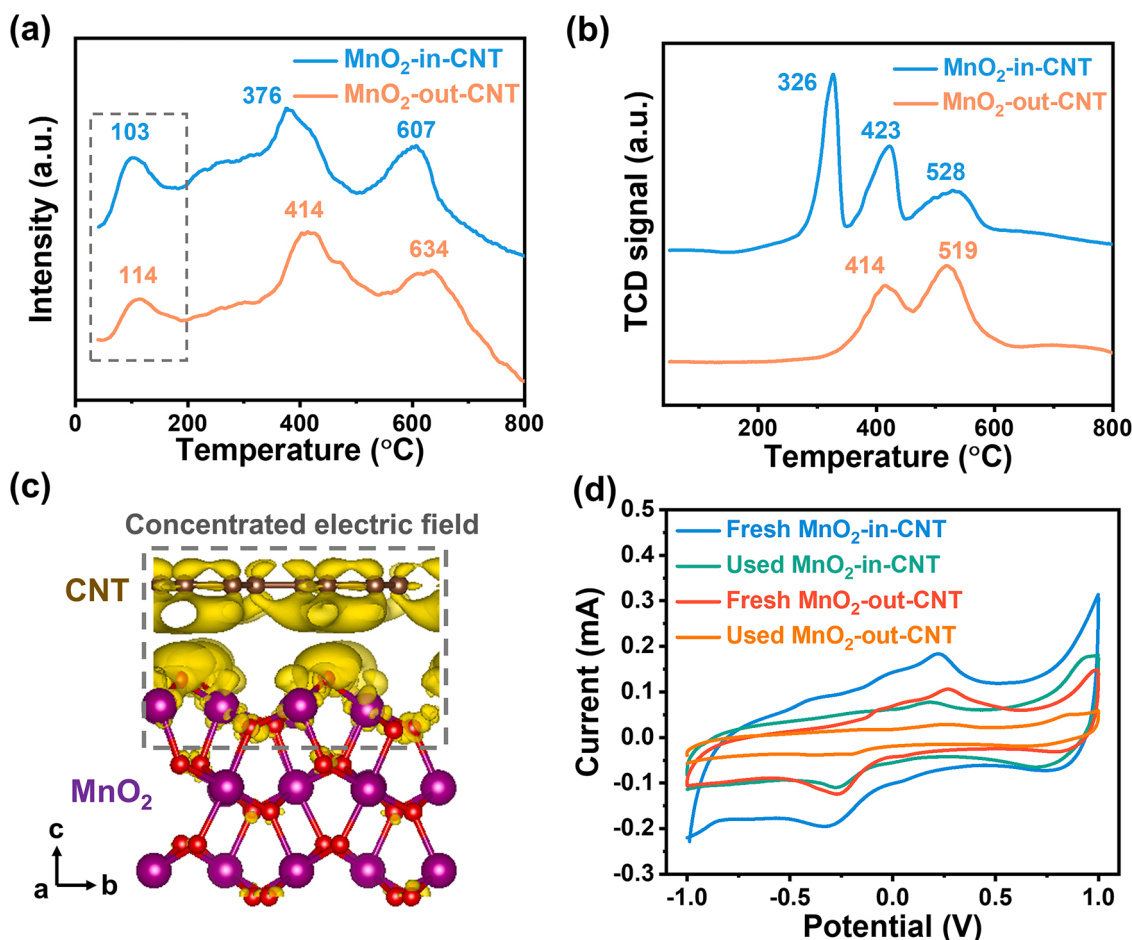 (a)
MnO₂-in-CNT
MnO₂-out-CNT
103
376
607
114
414
634
Intensity (a.u.)
0
200
400
600
800
Temperature (°C)
(b)
MnO₂-in-CNT
MnO₂-out-CNT
326
423
528
414
519
TCD signal (a.u.)
200
400
600
800
Temperature (°C)
(c)
Concentrated electric field
CNT
MnO₂
c
a
b
(d)
Fresh MnO₂-in-CNT
Used MnO₂-in-CNT
Fresh MnO₂-out-CNT
Used MnO₂-out-CNT
Current (mA)
0.5
0.4
0.3
0.2
0.1
0.0
-0.1
-0.2
-0.3
-1.0
-0.5
0.0
0.5
1.0
Potential (V)